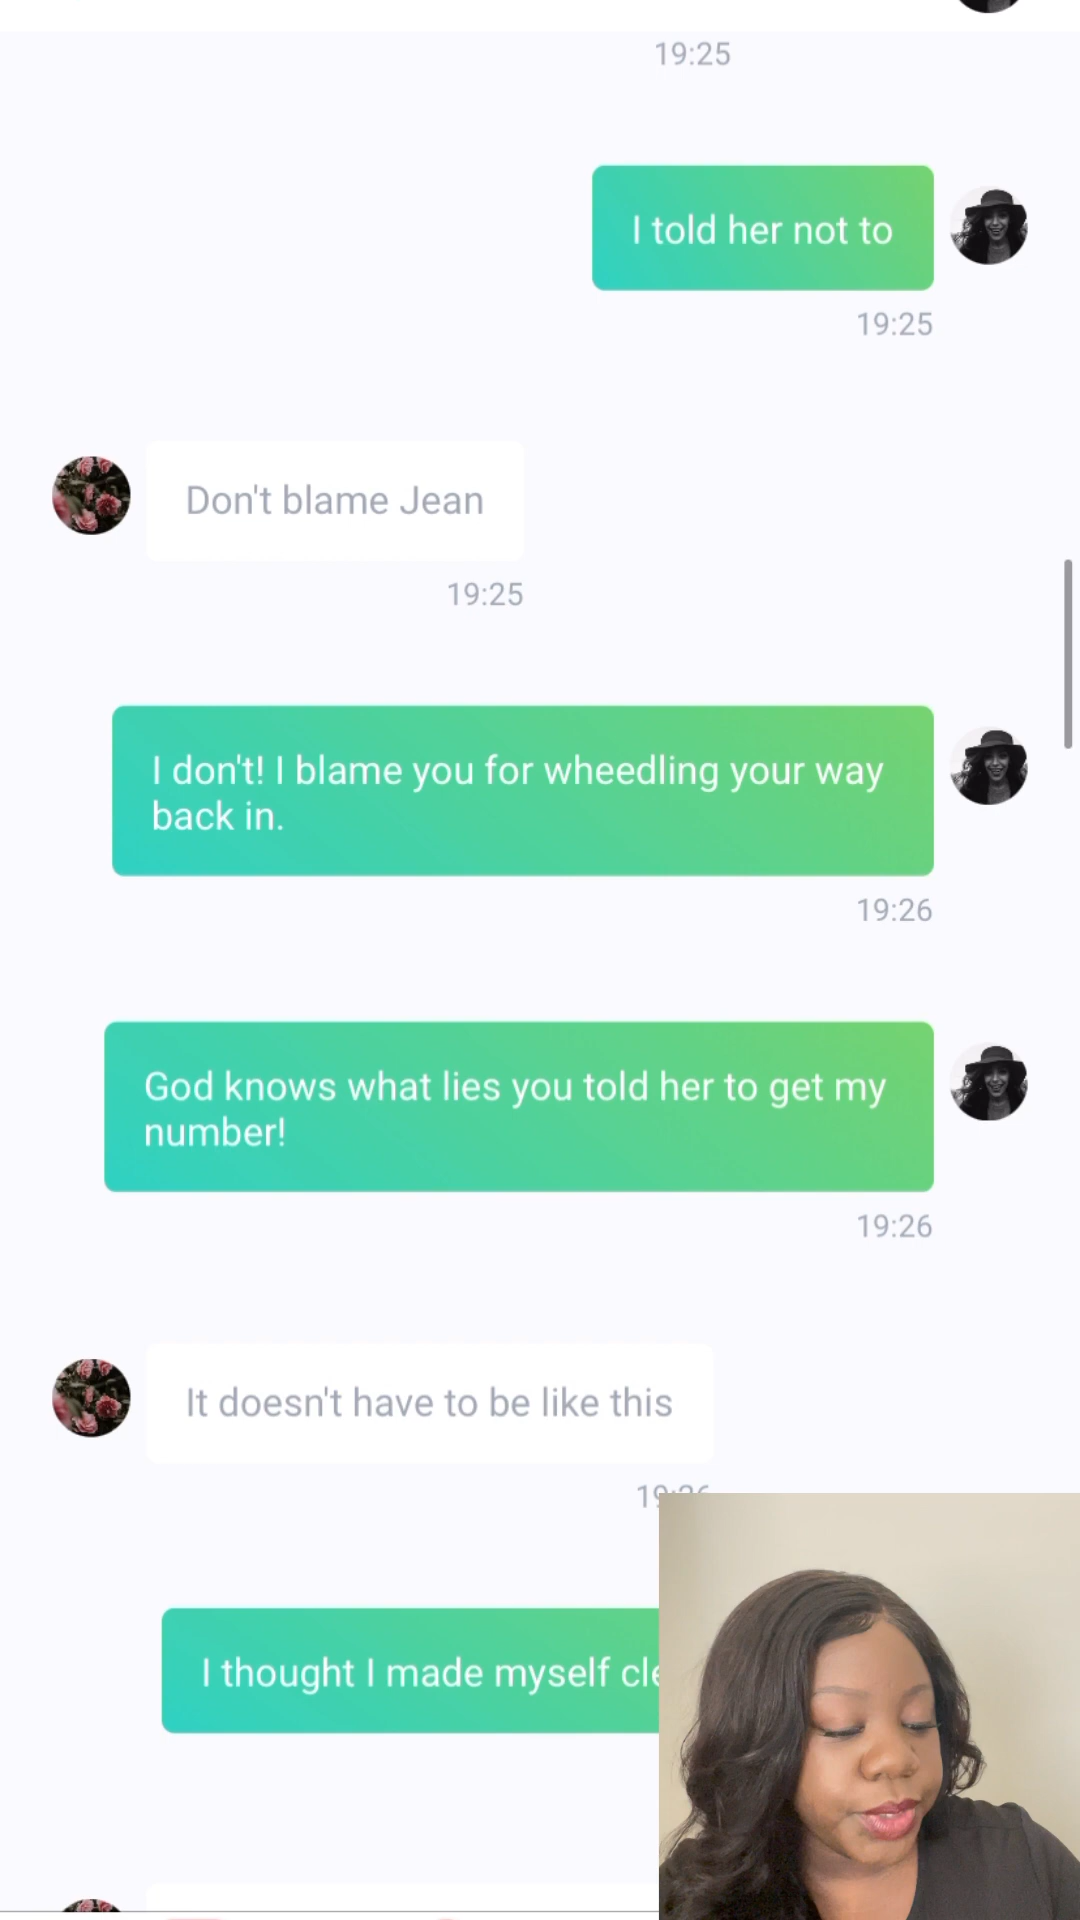 19:25
I told her not to
19:25
Don't blame Jean
19:25
I don't! I blame you for wheedling your way
back in.
19:26
God knows what lies you told her to get my
number!
19:26
It doesn't have to be like this
19:26
I thought I made myself